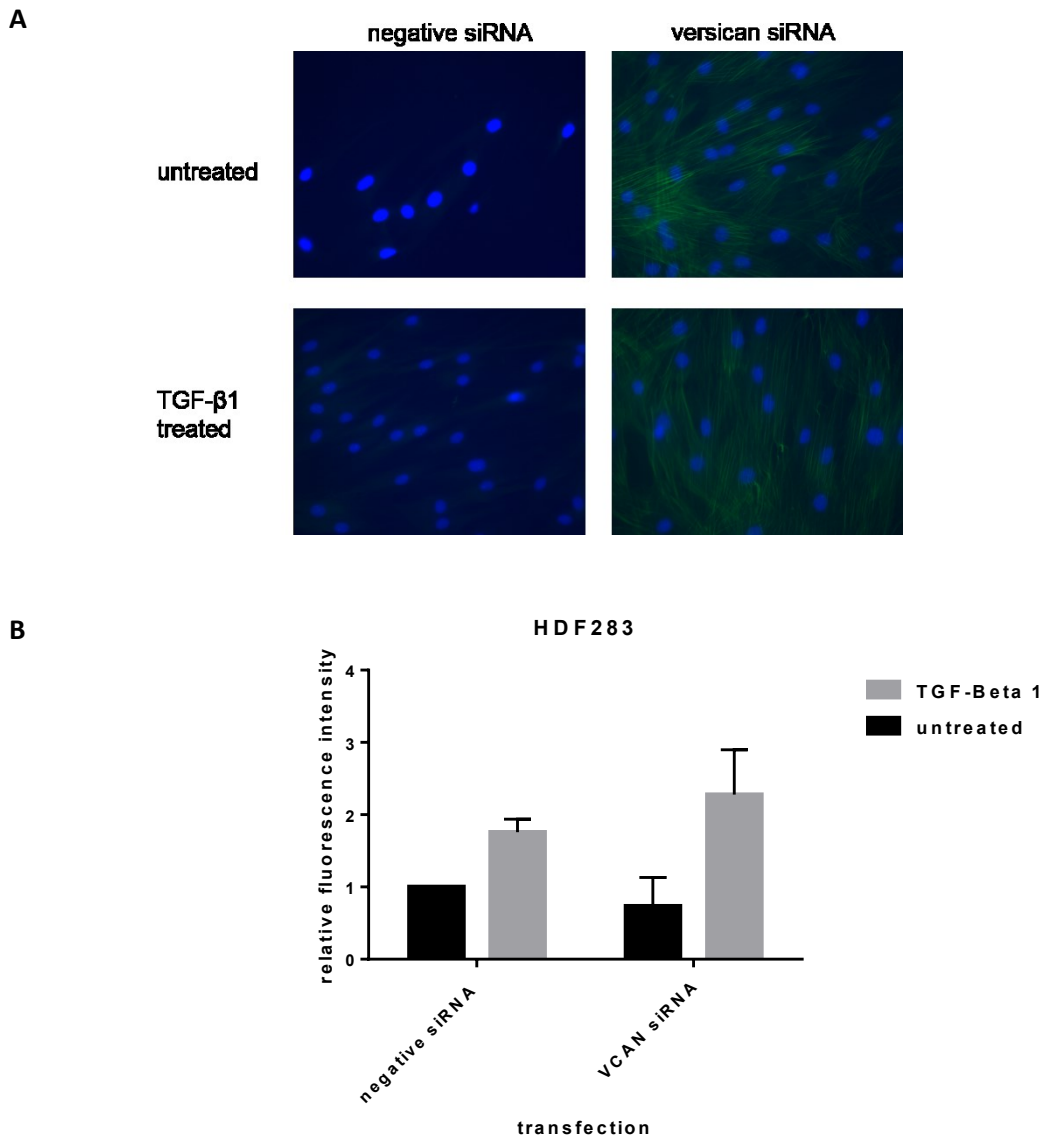 A
negative siRNA
versican siRNA
untreated
TGF-β1
treated
B
HDF283
relative fluorescence intensity
4
3
2
1
0
TGF-Beta 1
untreated
negative siRNA
VCAN siRNA
transfection